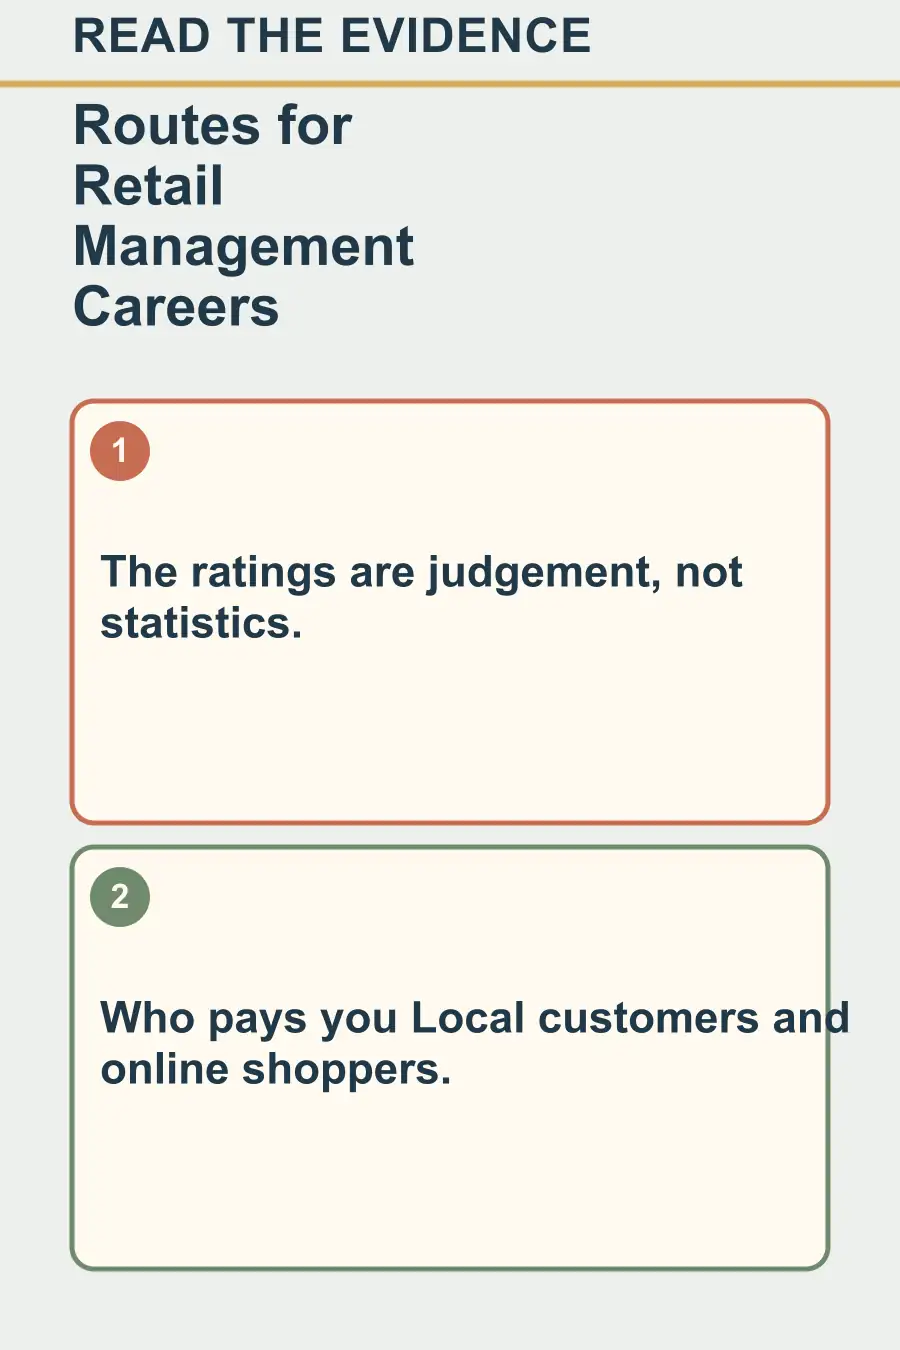 READ THE EVIDENCE
Routes for
Retail
Management
Careers
1
The ratings are judgement, not
statistics.
2
Who pays you Local customers and
online shoppers.